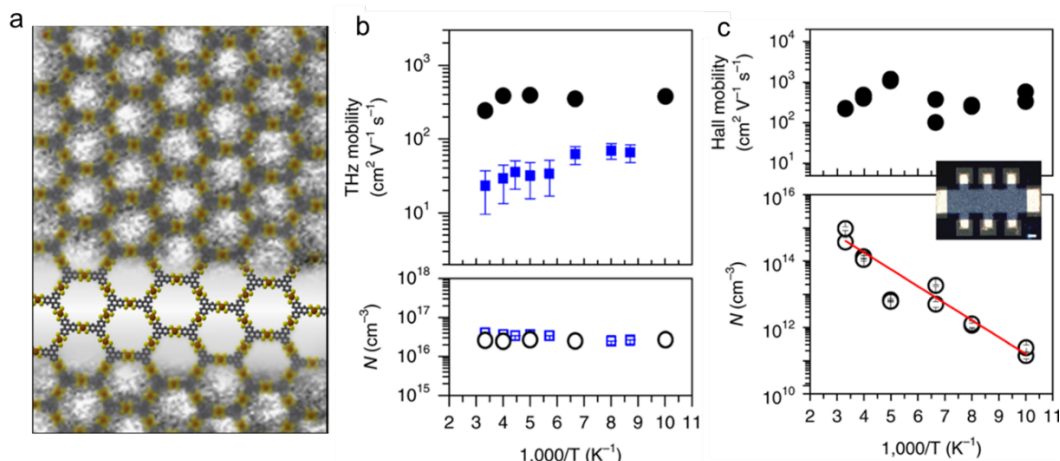 a
b
THz mobility
(cm² V⁻¹ s⁻¹)
10³
10²
10¹
N (cm⁻³)
10¹⁸
10¹⁷
10¹⁶
10¹⁵
2 3 4 5 6 7 8 9 10 11
1,000/T (K⁻¹)
c
Hall mobility
(cm² V⁻¹ s⁻¹)
10⁴
10³
10²
10¹
N (cm⁻³)
10¹⁶
10¹⁴
10¹²
10¹⁰
2 3 4 5 6 7 8 9 10 11
1,000/T (K⁻¹)